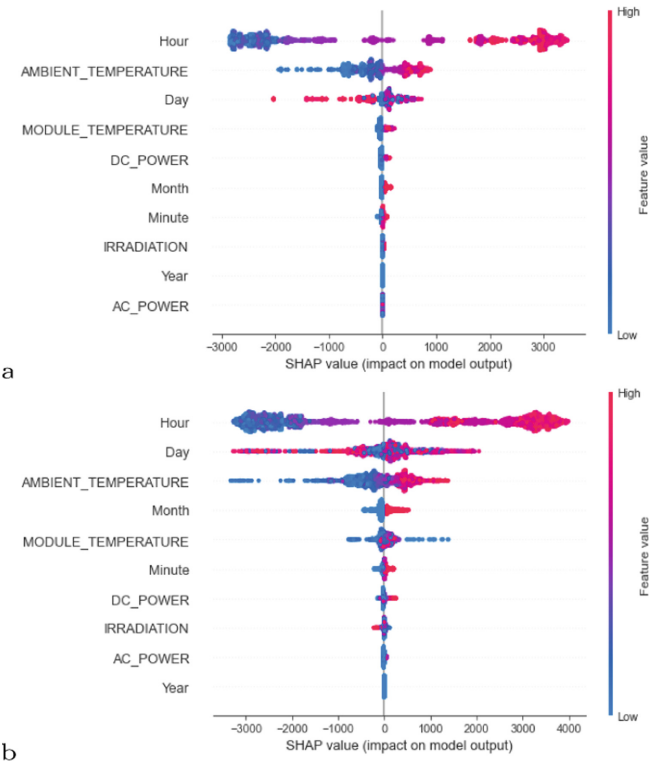 a
High
Hour
AMBIENT_TEMPERATURE
Day
MODULE_TEMPERATURE
DC_POWER
Month
Minute
IRRADIATION
Year
AC_POWER
Feature value
Low
−3000 −2000 −1000 0 1000 2000 3000
SHAP value (impact on model output)
b
High
Hour
Day
AMBIENT_TEMPERATURE
Month
MODULE_TEMPERATURE
Minute
DC_POWER
IRRADIATION
AC_POWER
Year
Feature value
Low
−3000 −2000 −1000 0 1000 2000 3000 4000
SHAP value (impact on model output)